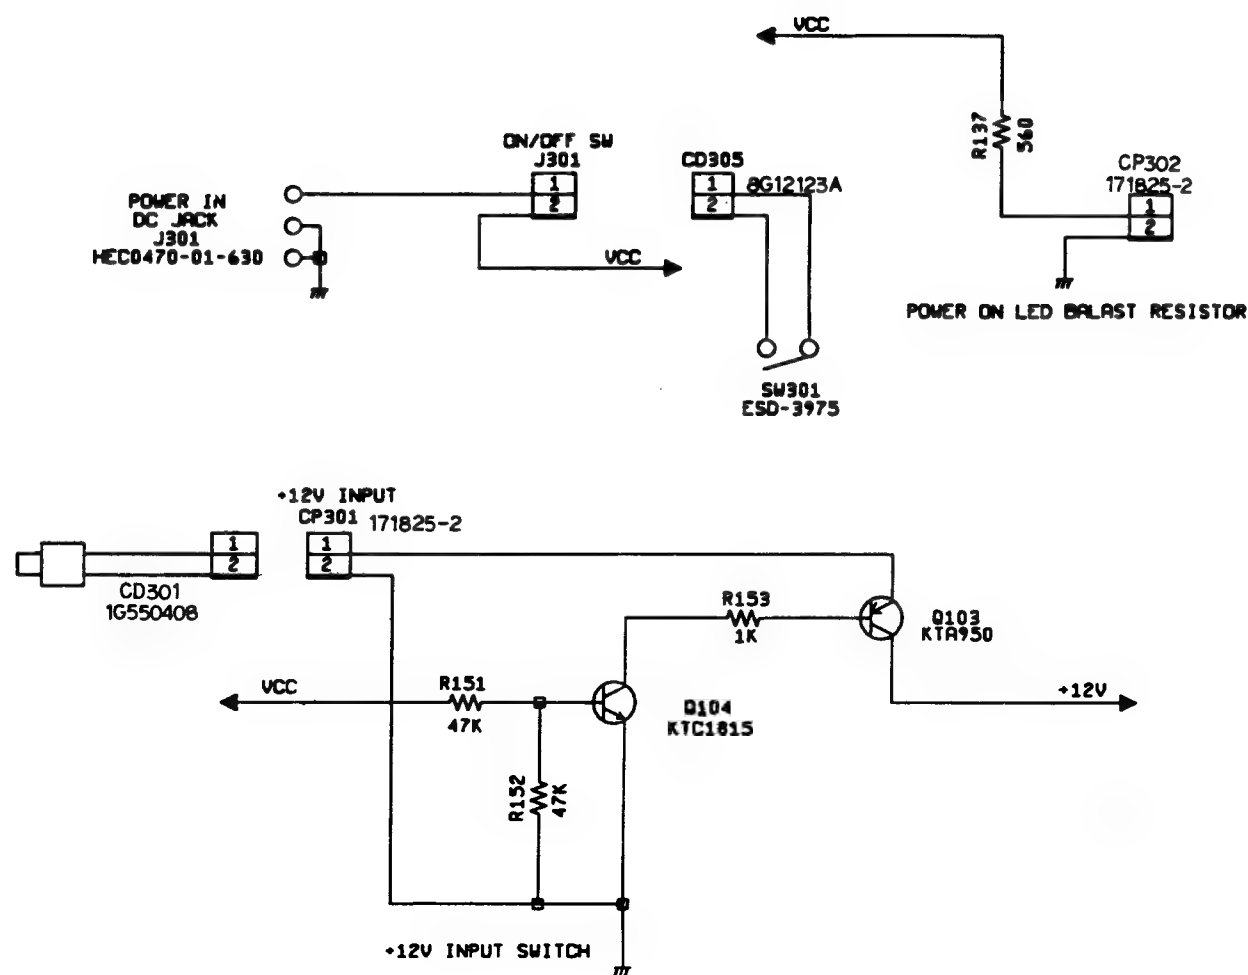 VCC
R137
560
ON/OFF SW
J301
1
2
CD305
1
2
8G12123A
CP302
171825-2
1
2
POWER IN
DC JACK
J301
HEC0470-01-630
VCC
POWER ON LED BALAST RESISTOR
SW301
ESD-3975
+12V INPUT
CP301 171825-2
1
2
1
2
CD301
1G550408
R153
1K
Q103
KTA950
VCC
R151
47K
Q104
KTC1815
+12V
R152
47K
+12V INPUT SWITCH